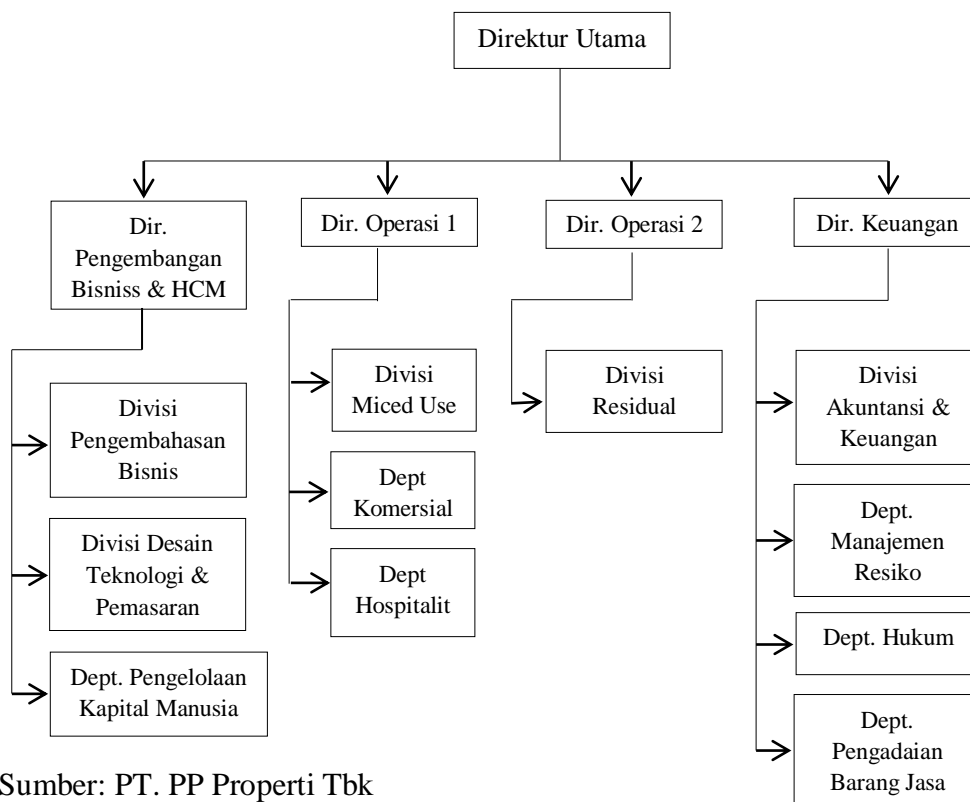 Direktur Utama
Dir.
Pengembangan
Bisniss & HCM
Dir. Operasi 1
Dir. Operasi 2
Dir. Keuangan
Divisi
Pengembahasan
Bisnis
Divisi Desain
Teknologi &
Pemasaran
Dept. Pengelolaan
Kapital Manusia
Divisi
Miced Use
Dept
Komersial
Dept
Hospitalit
Divisi
Residual
Divisi
Akuntansi &
Keuangan
Dept.
Manajemen
Resiko
Dept. Hukum
Dept.
Pengadaian
Barang Jasa
Sumber: PT. PP Properti Tbk